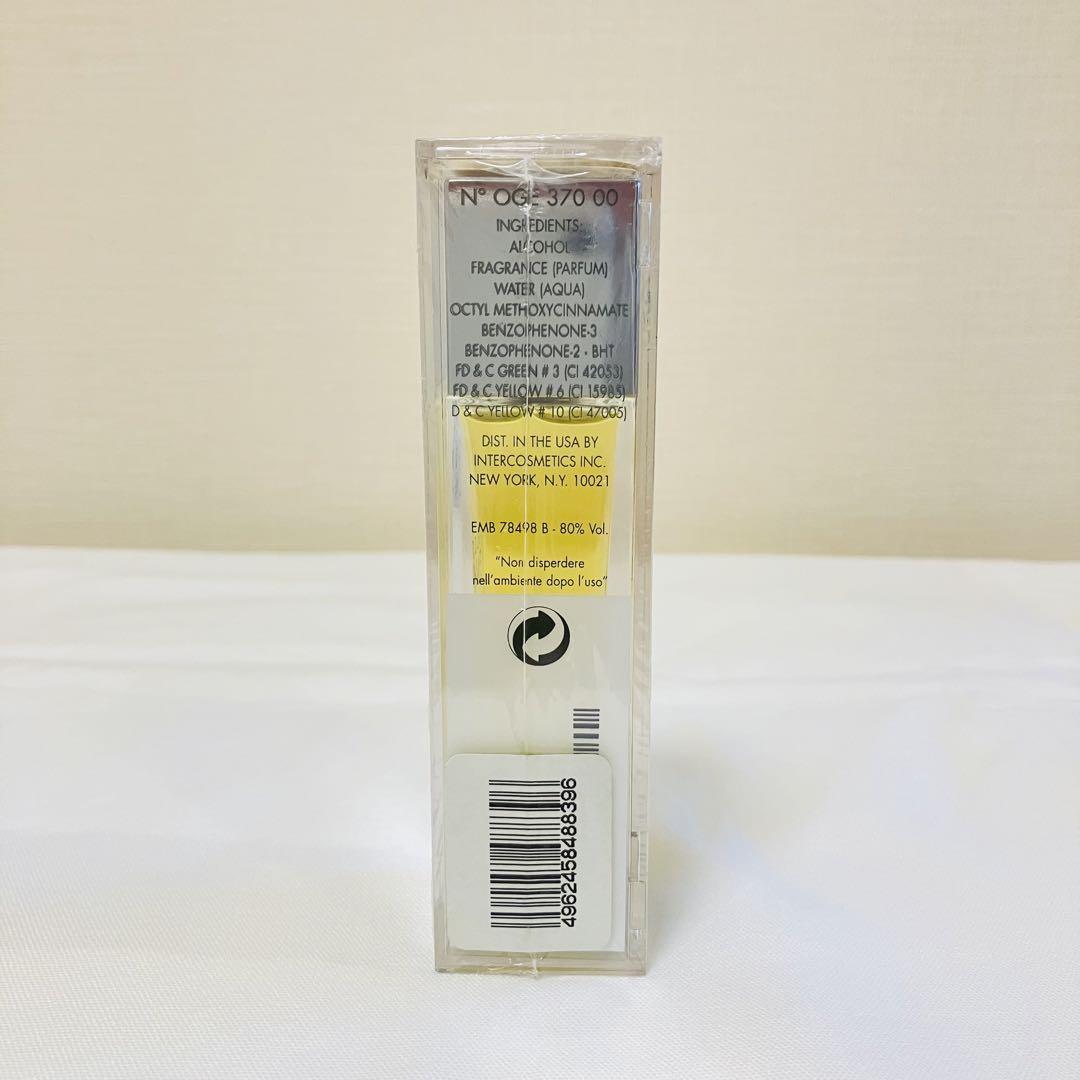 N° OGE 370 00
INGREDIENTS:
ALCOHOL
FRAGRANCE (PARFUM)
WATER (AQUA)
OCTYL METHOXYCINNAMATE
BENZOPHENONE-3
BENZOPHENONE-2 - BHT
FD & C GREEN # 3 (CI 42053)
FD & C YELLOW # 6 (CI 15985)
D & C YELLOW # 10 (CI 47005)
DIST. IN THE USA BY
INTERCOSMETICS INC.
NEW YORK, N.Y. 10021
EMB 78498 B - 80% Vol.
"Non disperdere
nell'ambiente dopo l'uso"
4962458488396